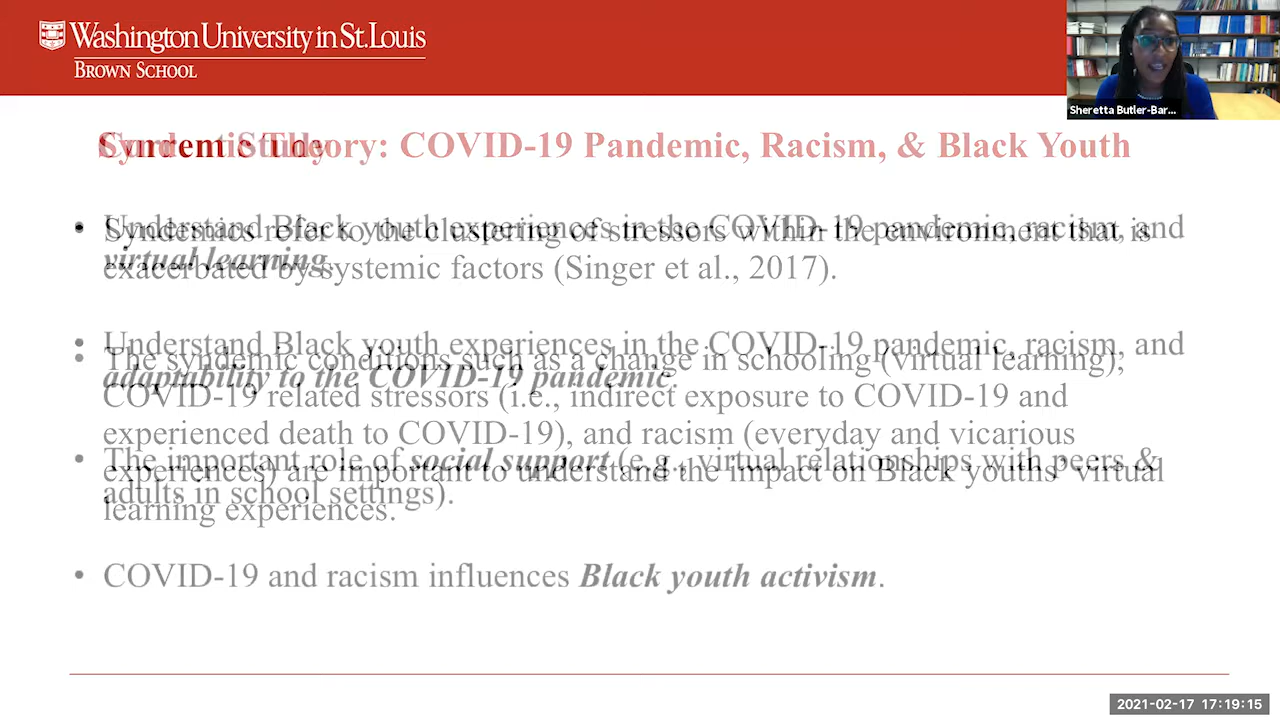 Washington University in St. Louis
BROWN SCHOOL
Sheretta Butler-Bar...
Current Study
Syndemic Theory: COVID-19 Pandemic, Racism, & Black Youth
• Understand Black youth experiences in the COVID-19 pandemic, racism, and
virtual learning.
• Syndemics refer to the clustering of stressors within the environment that is
exacerbated by systemic factors (Singer et al., 2017).
• Understand Black youth experiences in the COVID-19 pandemic, racism, and
adaptability to the COVID-19 pandemic.
• The syndemic conditions such as a change in schooling (virtual learning),
COVID-19 related stressors (i.e., indirect exposure to COVID-19 and
experienced death to COVID-19), and racism (everyday and vicarious
experiences) are important to understand the impact on Black youths' virtual
learning experiences.
• The important role of social support (e.g., virtual relationships with peers &
adults in school settings).
• COVID-19 and racism influences Black youth activism.
2021-02-17 17:19:15